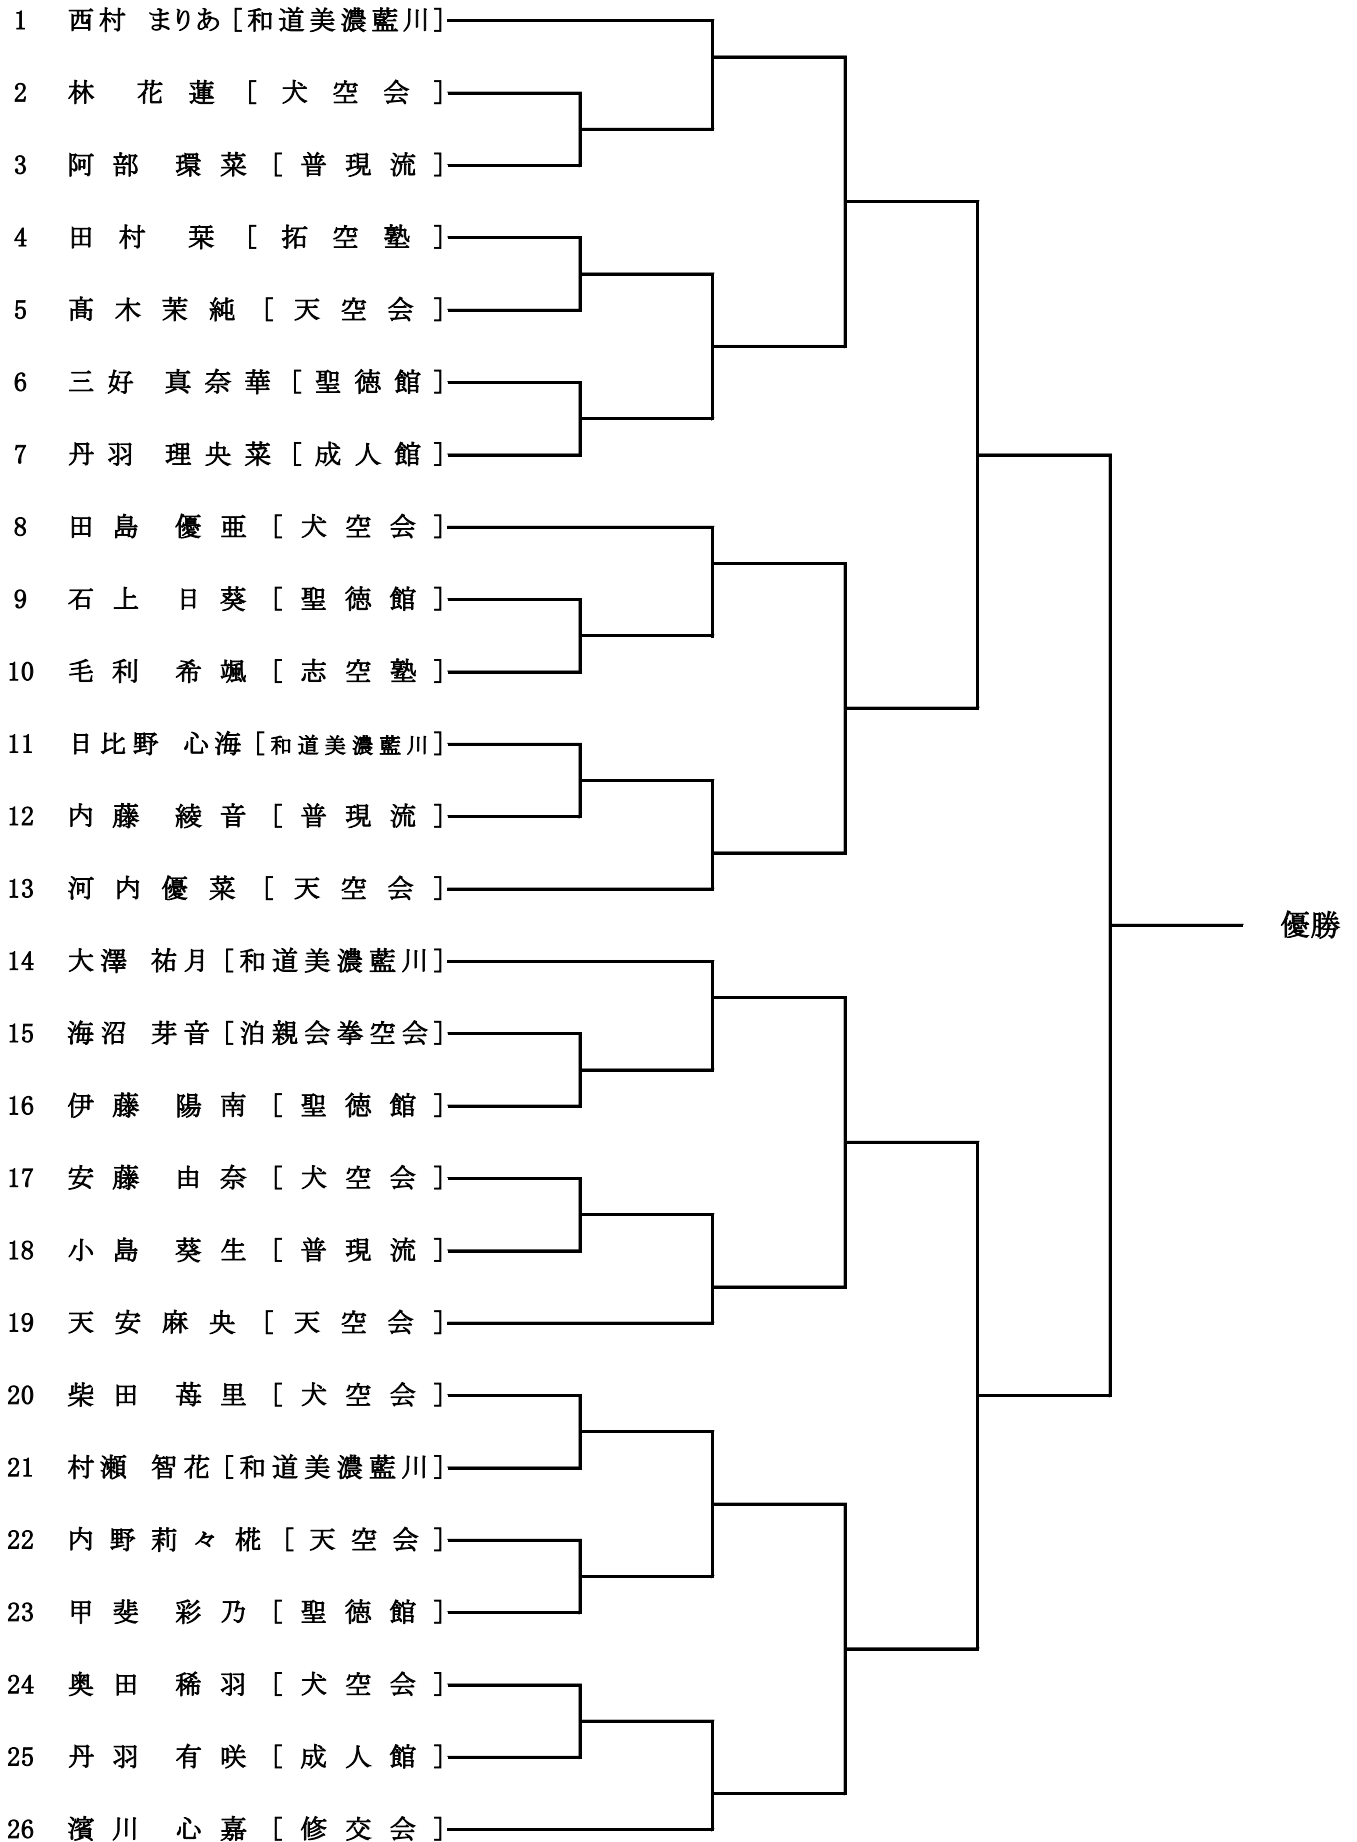 1 西村 まりあ [和道美濃藍川]
2 林 花蓮 [犬空会]
3 阿部 環菜 [普現流]
4 田村 栞 [拓空塾]
5 髙木茉純 [天空会]
6 三好 真奈華 [聖徳館]
7 丹羽 理央菜 [成人館]
8 田島 優亜 [犬空会]
9 石上 日葵 [聖徳館]
10 毛利 希颯 [志空塾]
11 日比野 心海 [和道美濃藍川]
12 内藤 綾音 [普現流]
13 河内優菜 [天空会]
優勝
14 大澤 祐月 [和道美濃藍川]
15 海沼 芽音 [泊親会拳空会]
16 伊藤 陽南 [聖徳館]
17 安藤 由奈 [犬空会]
18 小島 葵生 [普現流]
19 天安麻央 [天空会]
20 柴田 苺里 [犬空会]
21 村瀬 智花 [和道美濃藍川]
22 内野莉々椛 [天空会]
23 甲斐 彩乃 [聖徳館]
24 奥田 稀羽 [犬空会]
25 丹羽 有咲 [成人館]
26 濱川 心嘉 [修交会]